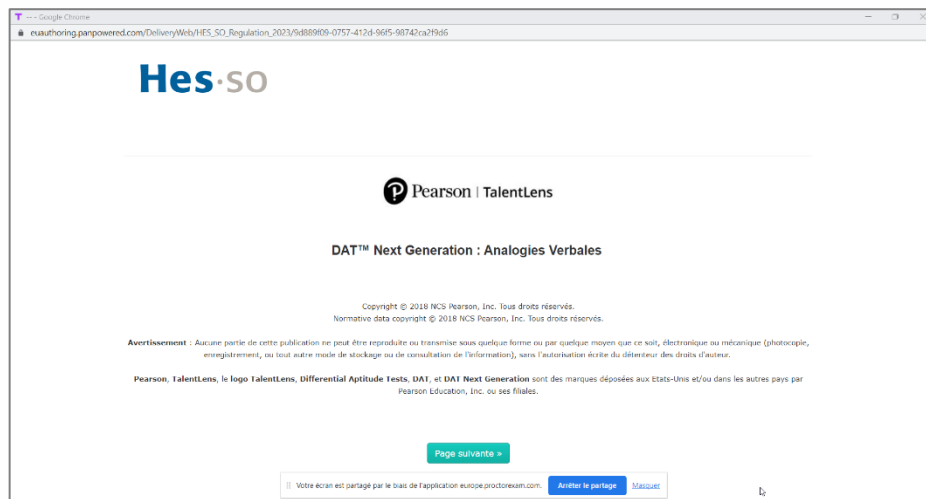 -- - Google Chrome
euauthoring.panpowered.com/DeliveryWeb/HES_SO_Regulation_2023/9d889f09-0757-412d-96f5-98742ca2f9d6
Hes·so
Pearson | TalentLens
DAT™ Next Generation : Analogies Verbales
Copyright © 2018 NCS Pearson, Inc. Tous droits réservés.
Normative data copyright © 2018 NCS Pearson, Inc. Tous droits réservés.
Avertissement : Aucune partie de cette publication ne peut être reproduite ou transmise sous quelque forme ou par quelque moyen que ce soit, électronique ou mécanique (photocopie,
enregistrement, ou tout autre mode de stockage ou de consultation de l'information), sans l'autorisation écrite du détenteur des droits d'auteur.
Pearson, TalentLens, le logo TalentLens, Differential Aptitude Tests, DAT, et DAT Next Generation sont des marques déposées aux Etats-Unis et/ou dans les autres pays par
Pearson Education, Inc. ou ses filiales.
Page suivante »
Votre écran est partagé par le biais de l'application europe.proctorexam.com. Arrêter le partage Masquer